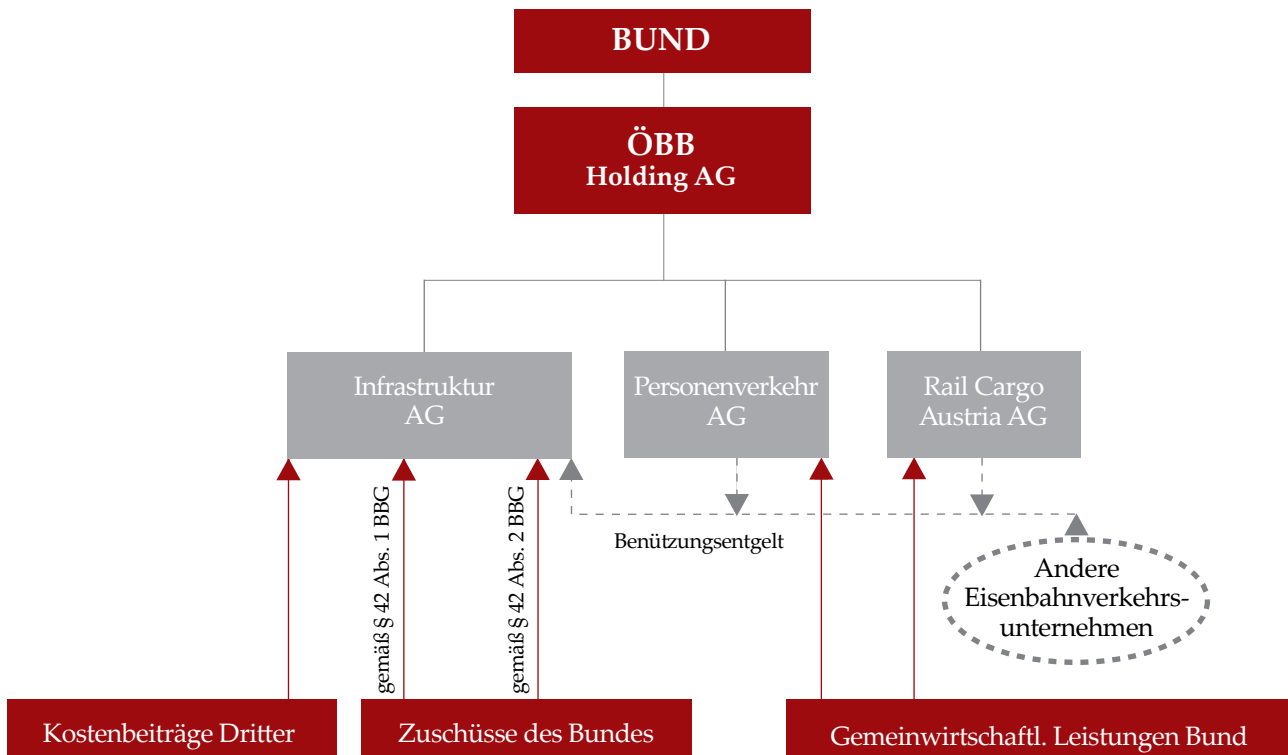 BUND
ÖBB
Holding AG
Infrastruktur
AG
Personenverkehr
AG
Rail Cargo
Austria AG
gemäß § 42 Abs. 1 BBG
gemäß § 42 Abs. 2 BBG
Benützungsentgelt
Andere
Eisenbahnverkehrs-
unternehmen
Kostenbeiträge Dritter
Zuschüsse des Bundes
Gemeinwirtschaftl. Leistungen Bund